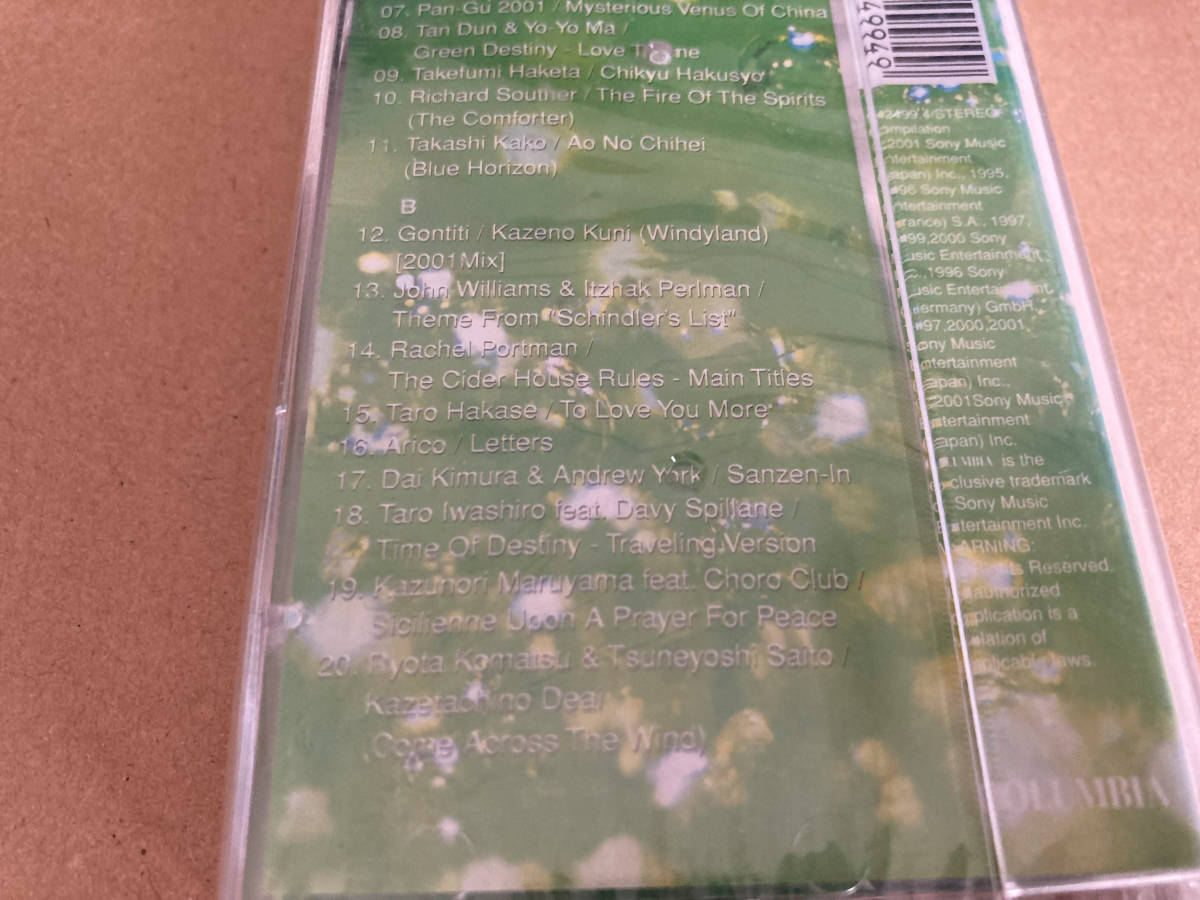 07. Pan-Gu 2001 / Mysterious Venus Of China
08. Tan Dun & Yo-Yo Ma /
Green Destiny - Love Theme
09. Takefumi Haketa / Chikyu Hakusyo
10. Richard Souther / The Fire Of The Spirits
(The Comforter)
11. Takashi Kako / Ao No Chihei
(Blue Horizon)
B
12. Gontiti / Kazeno Kuni (Windyland)
[2001Mix]
13. John Williams & Itzhak Perlman /
Theme From "Schindler's List"
14. Rachel Portman /
The Cider House Rules - Main Titles
15. Taro Hakase / To Love You More
16. Arico / Letters
17. Dai Kimura & Andrew York / Sanzen-In
18. Taro Iwashiro feat. Davy Spillane /
Time Of Destiny - Traveling Version
19. Kazunori Maruyama feat. Choro Club /
Sicilienne Upon A Prayer For Peace
20. Ryota Komatsu & Tsuneyoshi Saito /
Kazetachino Dear
(Come Across The Wind)
49949
2499 4/STEREO
ompilation
2001 Sony Music
ntertainment
apan) Inc., 1995,
96 Sony Music
ntertainment
rance) S.A., 1997,
99,2000 Sony
usic Entertainment
1996 Sony
usic Entertainment
ermany) GmbH,
97,2000,2001
ony Music
ntertainment
apan) Inc.,
2001Sony Music
ntertainment
apan) Inc.
UMBIA is the
clusive trademark
Sony Music
tertainment Inc.
ARNING:
Reserved.
authorized
plication is a
lation of
plicable laws.
OLUMBIA